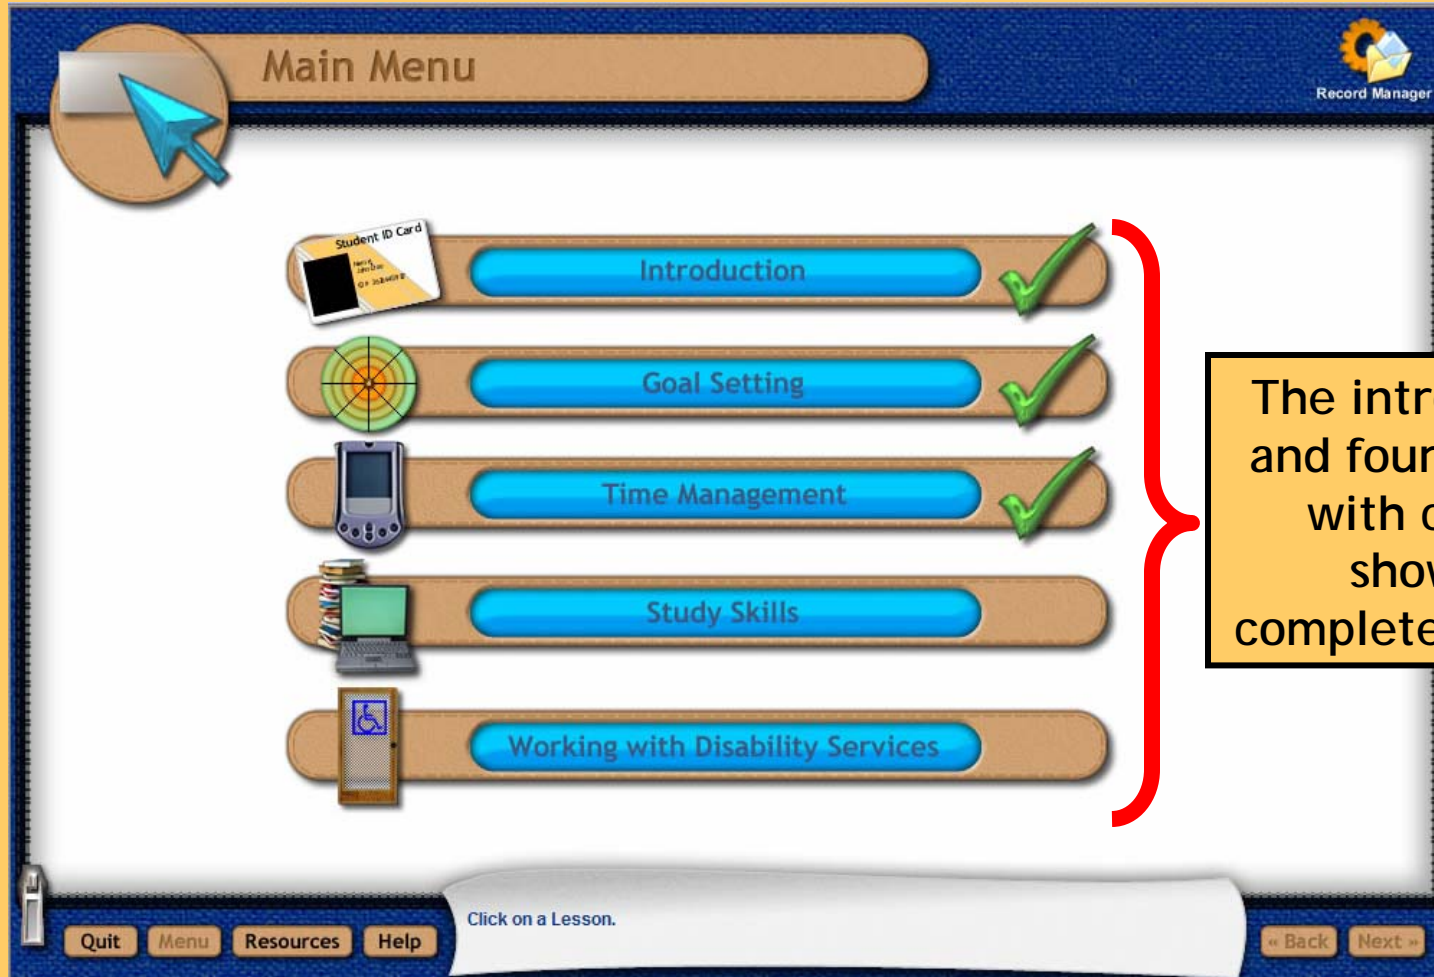 Main Menu
Record Manager
Student ID Card
Introduction
Goal Setting
Time Management
Study Skills
Working with Disability Services
The intr
and four
with
show
complete
Click on a Lesson.
Quit
Menu
Resources
Help
« Back
Next »